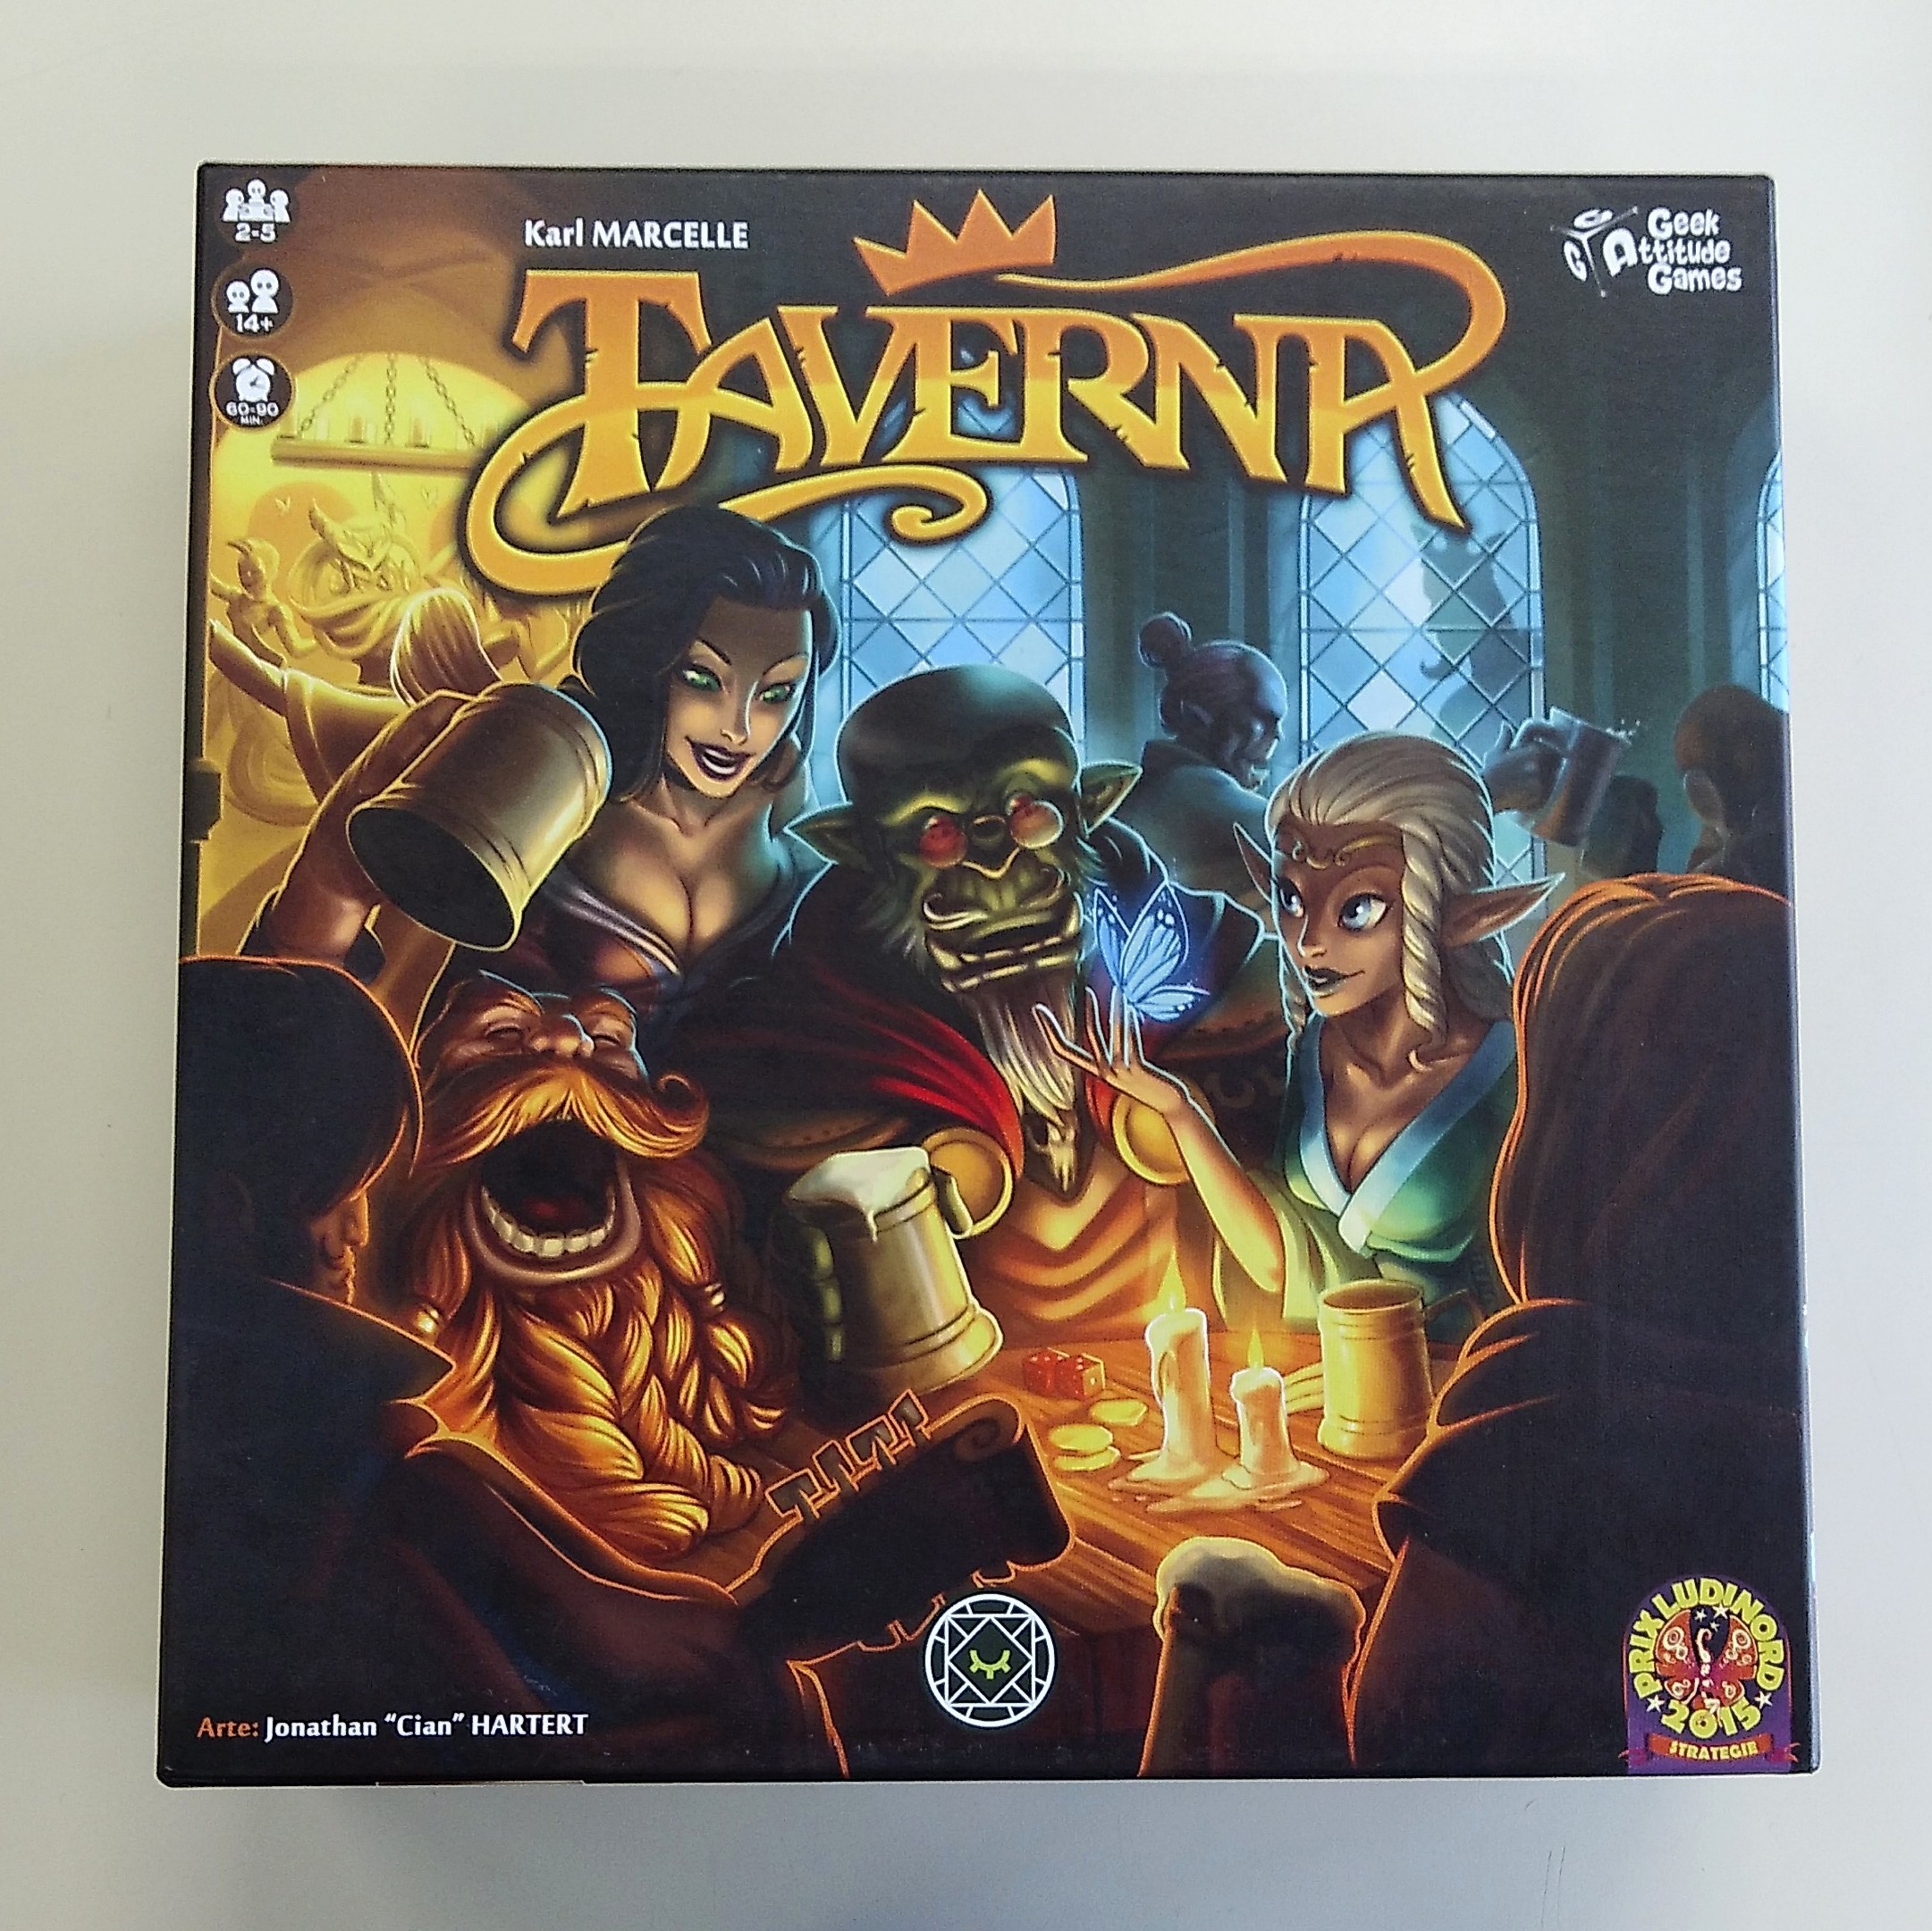 2-5
14+
60-90
MIN.
Karl MARCELLE
TAVERNA
Geek
Attitude
Games
Arte: Jonathan “Cian” HARTERT
PRIX LUDINORD
2015
STRATEGIE